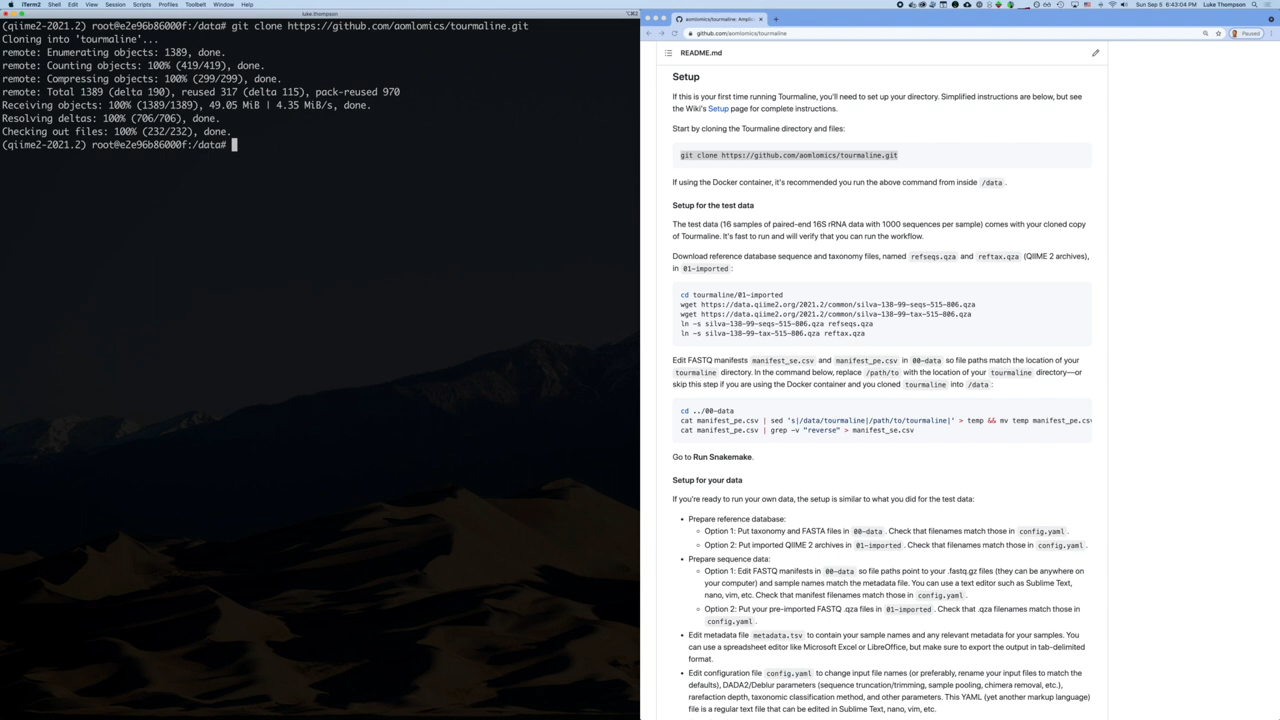 iTerm2 Shell Edit View Session Scripts Profiles Toolbelt Window Help
Luke Thompson Sun Sep 5 6:43:04 PM
luke.thompson
(qiime2-2021.2) root@e2e96b86000f:/data# git clone https://github.com/aomlomics/tourmaline.git
Cloning into 'tourmaline'...
remote: Enumerating objects: 1389, done.
remote: Counting objects: 100% (419/419), done.
remote: Compressing objects: 100% (299/299), done.
remote: Total 1389 (delta 190), reused 317 (delta 115), pack-reused 970
Receiving objects: 100% (1389/1389), 49.05 MiB | 4.35 MiB/s, done.
Resolving deltas: 100% (706/706), done.
Checking out files: 100% (232/232), done.
(qiime2-2021.2) root@e2e96b86000f:/data#
aomlomics/tourmaline: Ampli
github.com/aomlomics/tourmaline
Paused
README.md
Setup
If this is your first time running Tourmaline, you'll need to set up your directory. Simplified instructions are below, but see
the Wiki's Setup page for complete instructions.
Start by cloning the Tourmaline directory and files:
git clone https://github.com/aomlomics/tourmaline.git
If using the Docker container, it's recommended you run the above command from inside /data .
Setup for the test data
The test data (16 samples of paired-end 16S rRNA data with 1000 sequences per sample) comes with your cloned copy
of Tourmaline. It's fast to run and will verify that you can run the workflow.
Download reference database sequence and taxonomy files, named refseqs.qza and reftax.qza (QIIME 2 archives),
in 01-imported :
cd tourmaline/01-imported
wget https://data.qiime2.org/2021.2/common/silva-138-99-seqs-515-806.qza
wget https://data.qiime2.org/2021.2/common/silva-138-99-tax-515-806.qza
ln -s silva-138-99-seqs-515-806.qza refseqs.qza
ln -s silva-138-99-tax-515-806.qza reftax.qza
Edit FASTQ manifests manifest_se.csv and manifest_pe.csv in 00-data so file paths match the location of your
tourmaline directory. In the command below, replace /path/to with the location of your tourmaline directory—or
skip this step if you are using the Docker container and you cloned tourmaline into /data :
cd ../00-data
cat manifest_pe.csv | sed 's|/data/tourmaline|/path/to/tourmaline|' > temp && mv temp manifest_pe.csv
cat manifest_pe.csv | grep -v "reverse" > manifest_se.csv
Go to Run Snakemake.
Setup for your data
If you're ready to run your own data, the setup is similar to what you did for the test data:
• Prepare reference database:
○ Option 1: Put taxonomy and FASTA files in 00-data . Check that filenames match those in config.yaml .
○ Option 2: Put imported QIIME 2 archives in 01-imported . Check that filenames match those in config.yaml .
• Prepare sequence data:
○ Option 1: Edit FASTQ manifests in 00-data so file paths point to your .fastq.gz files (they can be anywhere on
your computer) and sample names match the metadata file. You can use a text editor such as Sublime Text,
nano, vim, etc. Check that manifest filenames match those in config.yaml .
○ Option 2: Put your pre-imported FASTQ .qza files in 01-imported . Check that .qza filenames match those in
config.yaml .
• Edit metadata file metadata.tsv to contain your sample names and any relevant metadata for your samples. You
can use a spreadsheet editor like Microsoft Excel or LibreOffice, but make sure to export the output in tab-delimited
format.
• Edit configuration file config.yaml to change input file names (or preferably, rename your input files to match the
defaults), DADA2/Deblur parameters (sequence truncation/trimming, sample pooling, chimera removal, etc.),
rarefaction depth, taxonomic classification method, and other parameters. This YAML (yet another markup language)
file is a regular text file that can be edited in Sublime Text, nano, vim, etc.